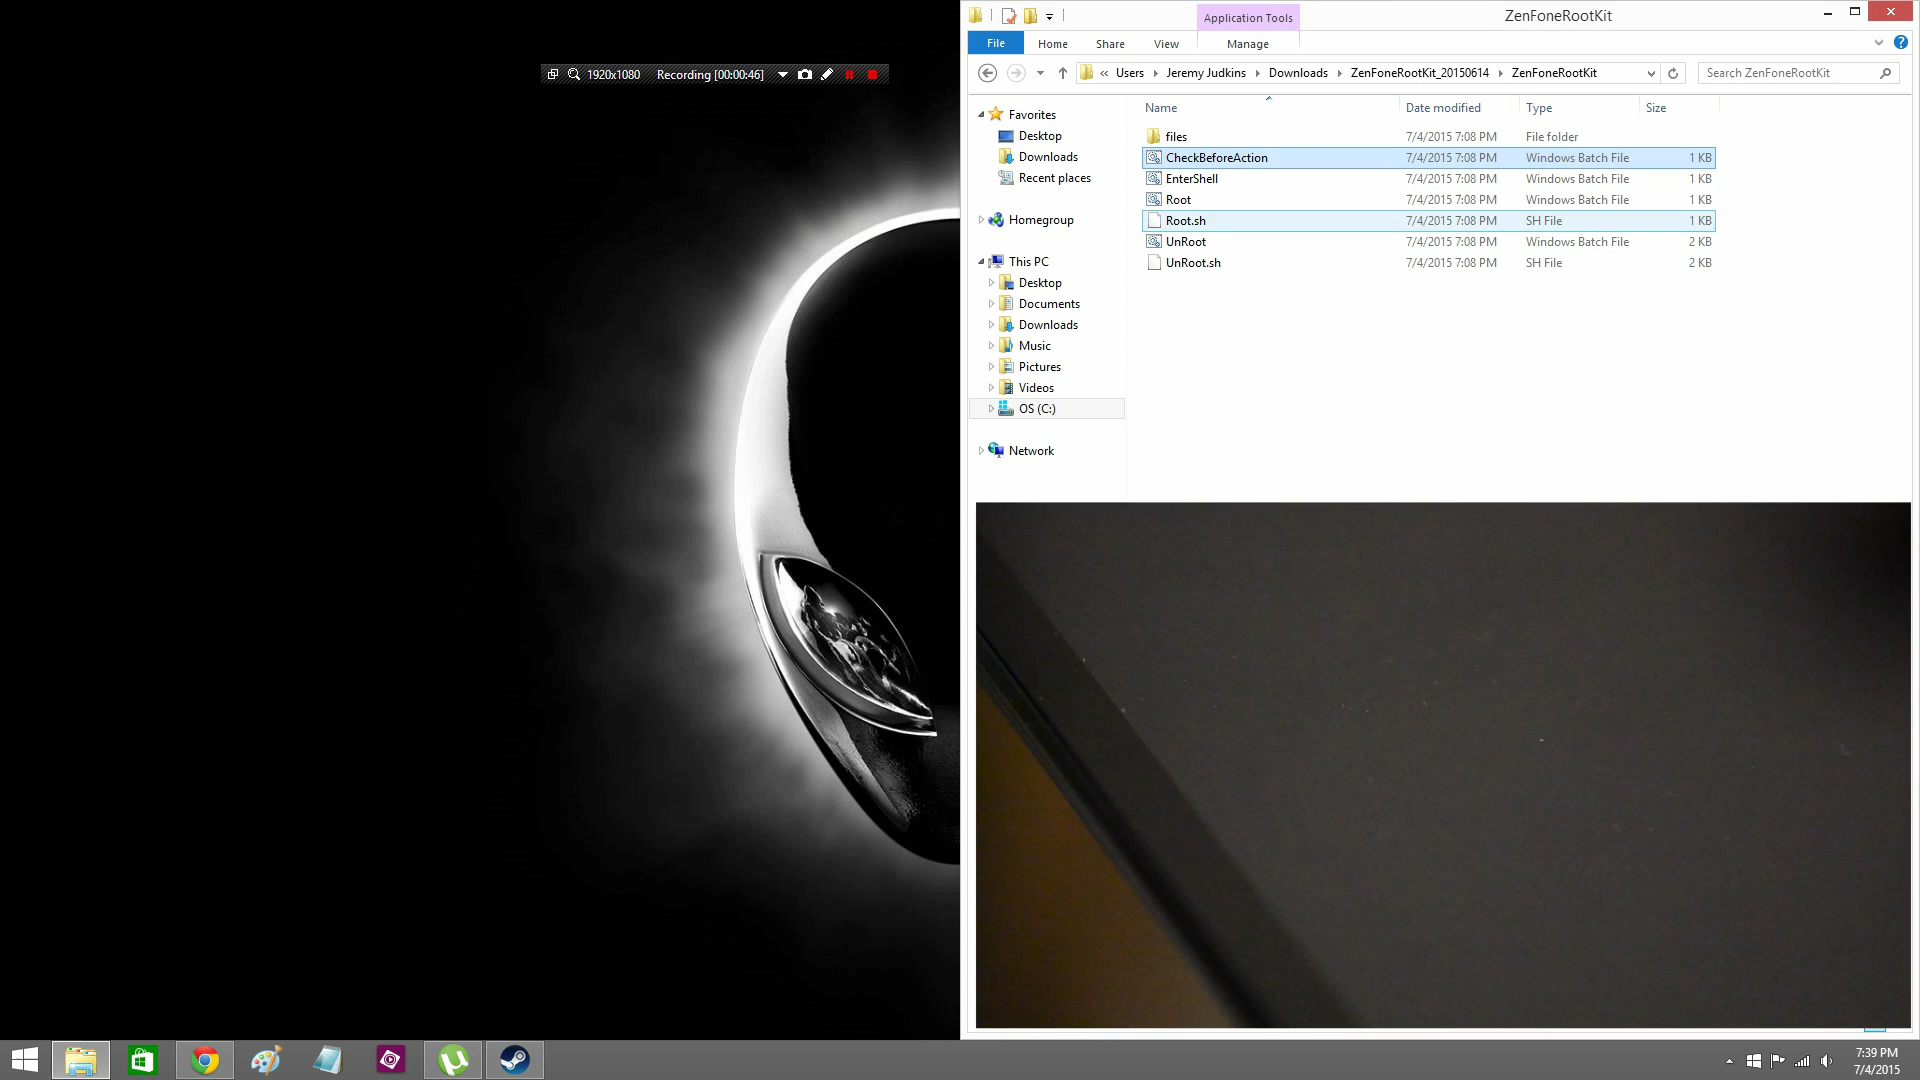 1920x1080 Recording [00:00:46]
Application Tools
ZenFoneRootKit
File Home Share View Manage
« Users Jeremy Judkins Downloads ZenFoneRootKit_20150614 ZenFoneRootKit
Search ZenFoneRootKit
Name Date modified Type Size
files 7/4/2015 7:08 PM File folder
CheckBeforeAction 7/4/2015 7:08 PM Windows Batch File 1 KB
EnterShell 7/4/2015 7:08 PM Windows Batch File 1 KB
Root 7/4/2015 7:08 PM Windows Batch File 1 KB
Root.sh 7/4/2015 7:08 PM SH File 1 KB
UnRoot 7/4/2015 7:08 PM Windows Batch File 2 KB
UnRoot.sh 7/4/2015 7:08 PM SH File 2 KB
Favorites
Desktop
Downloads
Recent places
Homegroup
This PC
Desktop
Documents
Downloads
Music
Pictures
Videos
OS (C:)
Network
7:39 PM
7/4/2015